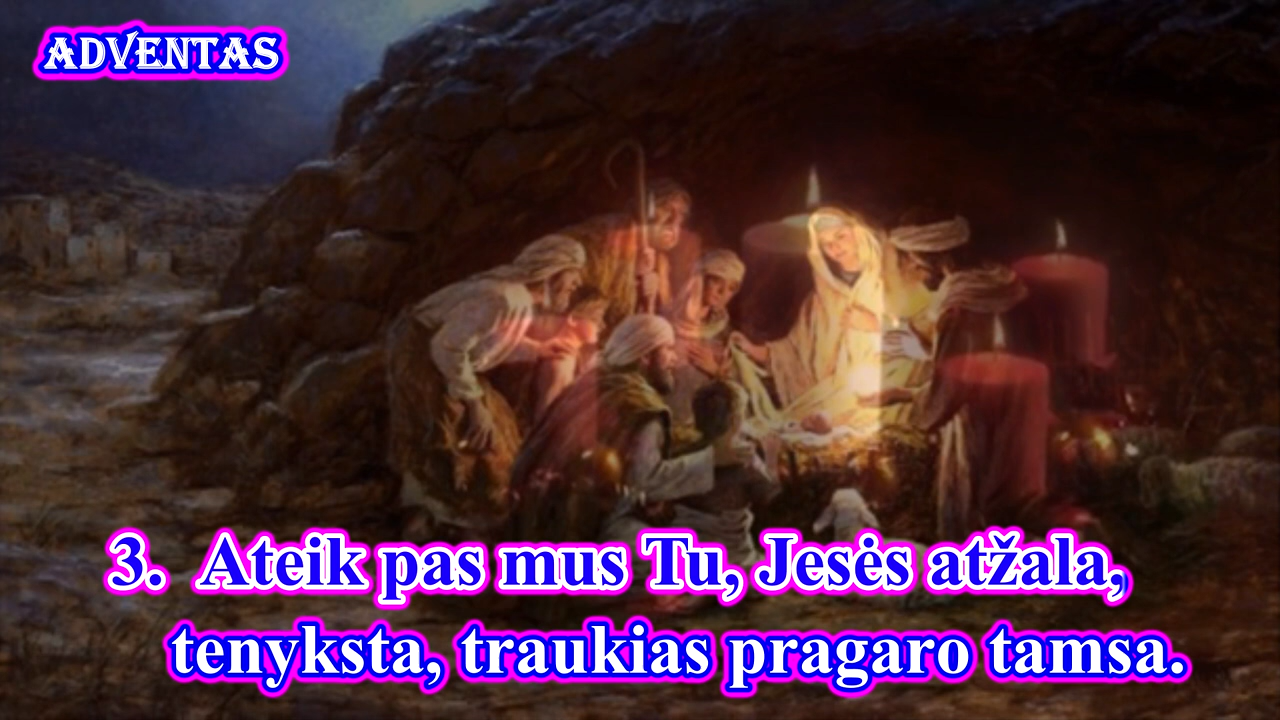 ADVENTAS
3. Ateik pas mus Tu, Jesės atžala,
tenyksta, traukias pragaro tamsa.